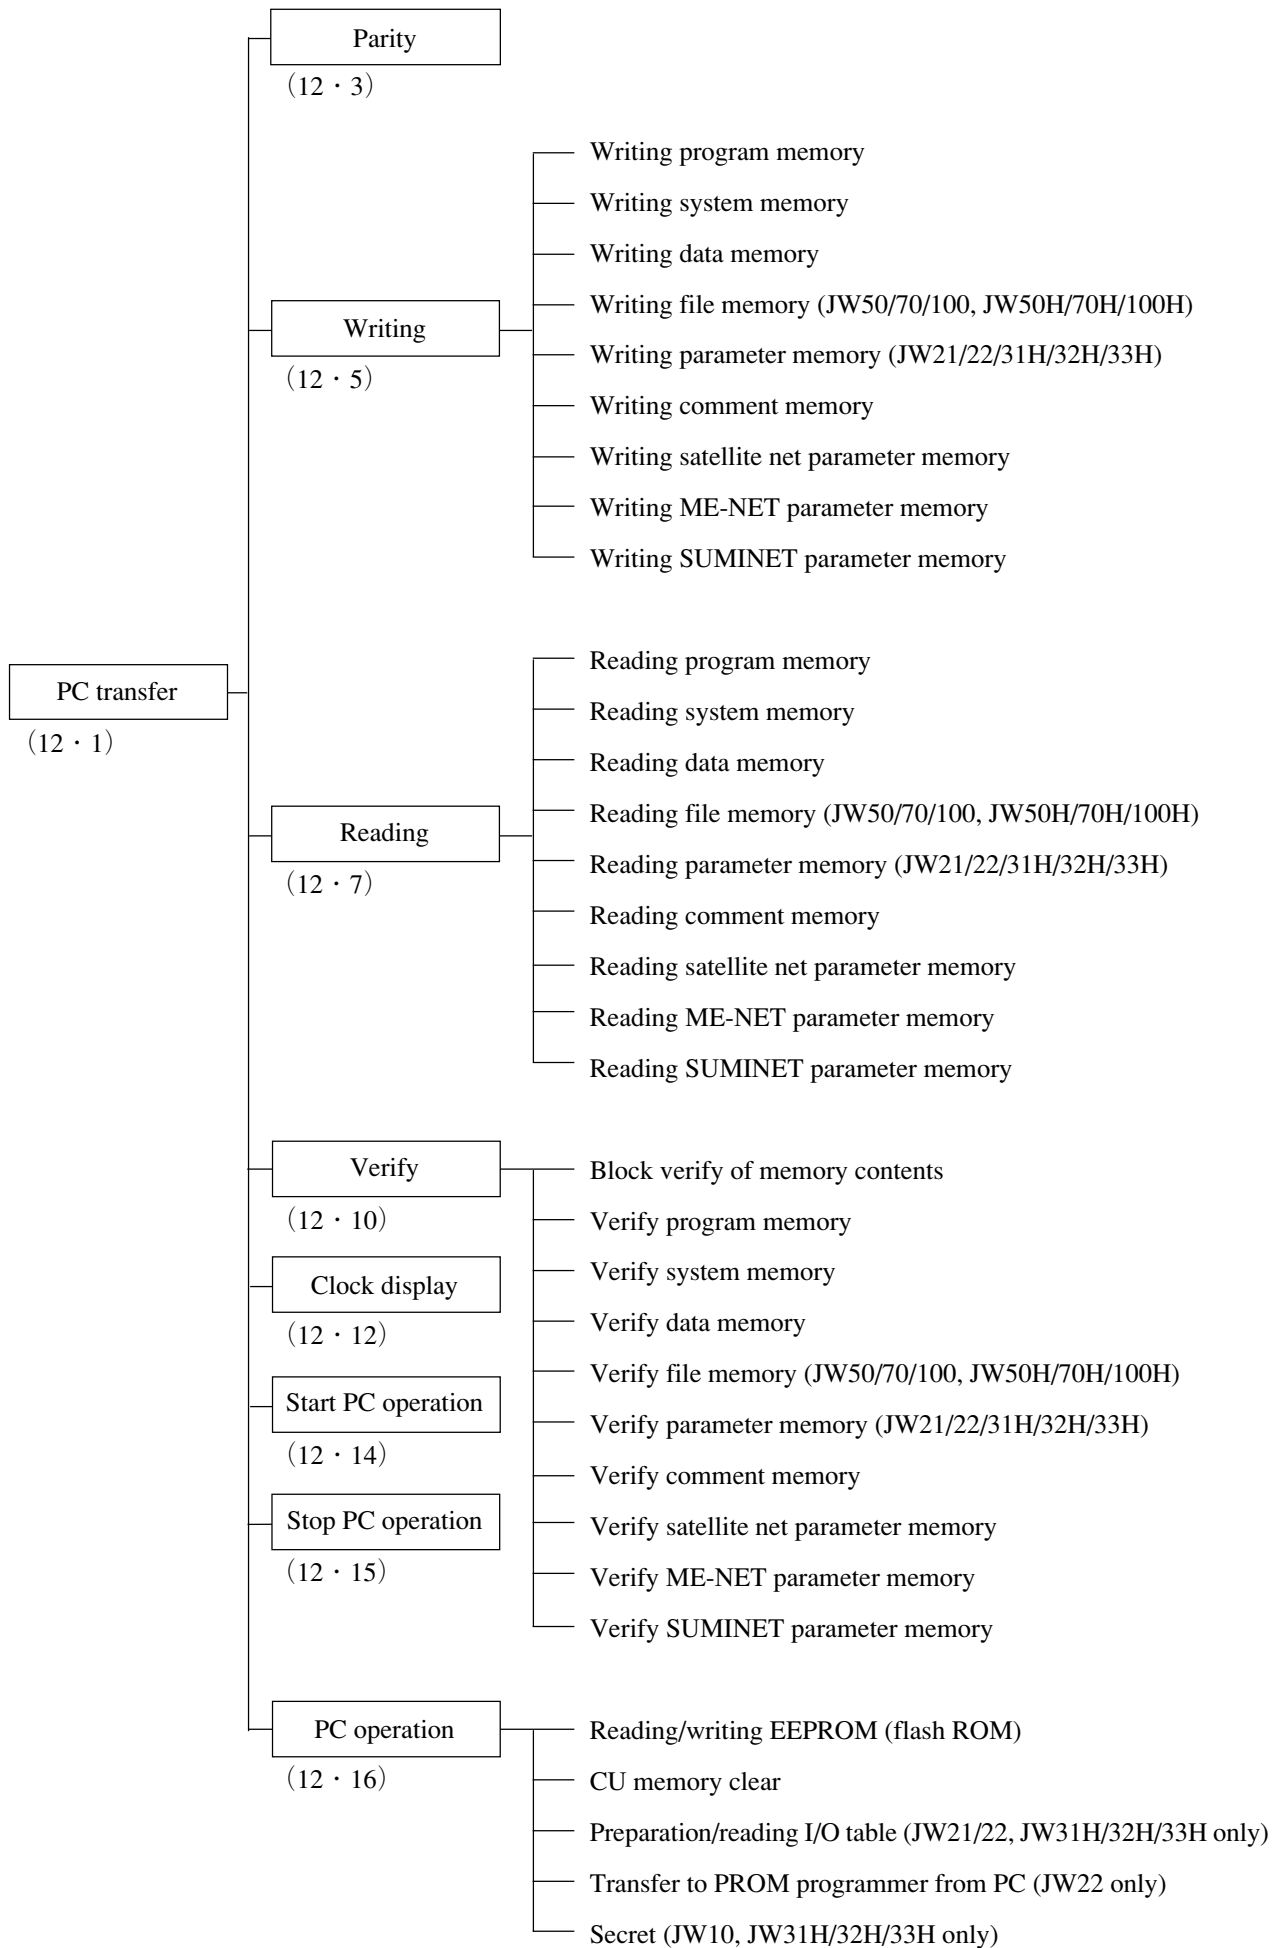 Parity
(12・3)
Writing program memory
Writing system memory
Writing data memory
Writing file memory (JW50/70/100, JW50H/70H/100H)
Writing
Writing parameter memory (JW21/22/31H/32H/33H)
(12・5)
Writing comment memory
Writing satellite net parameter memory
Writing ME-NET parameter memory
Writing SUMINET parameter memory
Reading program memory
PC transfer
(12・1)
Reading system memory
Reading data memory
Reading file memory (JW50/70/100, JW50H/70H/100H)
Reading
Reading parameter memory (JW21/22/31H/32H/33H)
(12・7)
Reading comment memory
Reading satellite net parameter memory
Reading ME-NET parameter memory
Reading SUMINET parameter memory
Verify
(12・10)
Block verify of memory contents
Verify program memory
Clock display
(12・12)
Verify system memory
Verify data memory
Verify file memory (JW50/70/100, JW50H/70H/100H)
Start PC operation
(12・14)
Verify parameter memory (JW21/22/31H/32H/33H)
Verify comment memory
Stop PC operation
(12・15)
Verify satellite net parameter memory
Verify ME-NET parameter memory
Verify SUMINET parameter memory
PC operation
(12・16)
Reading/writing EEPROM (flash ROM)
CU memory clear
Preparation/reading I/O table (JW21/22, JW31H/32H/33H only)
Transfer to PROM programmer from PC (JW22 only)
Secret (JW10, JW31H/32H/33H only)